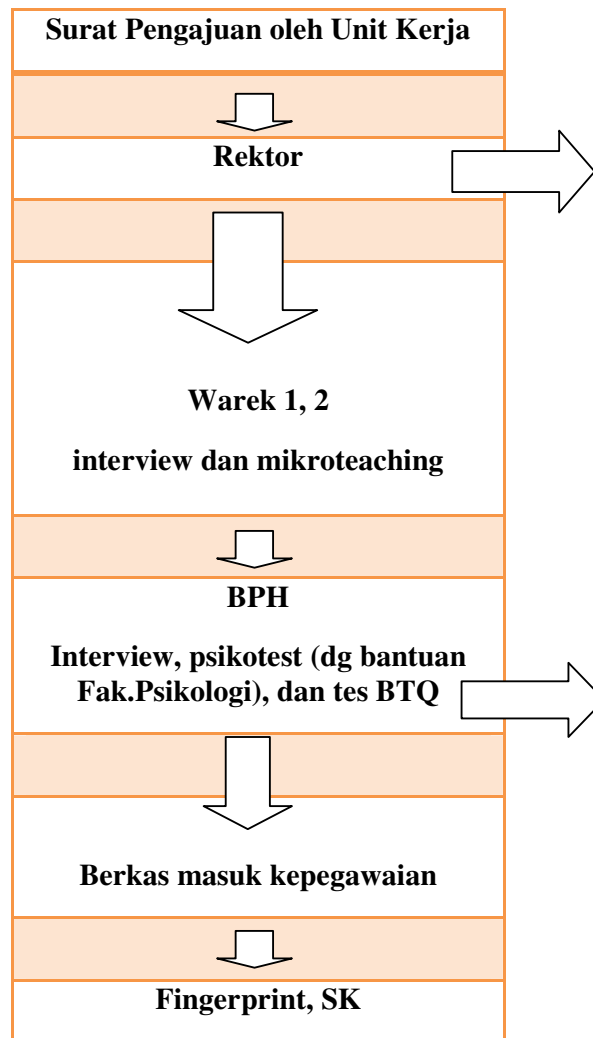 Surat Pengajuan oleh Unit Kerja
Rektor
Warek 1, 2
interview dan mikroteaching
BPH
Interview, psikotest (dg bantuan
Fak.Psikologi), dan tes BTQ
Berkas masuk kepegawaian
Fingerprint, SK